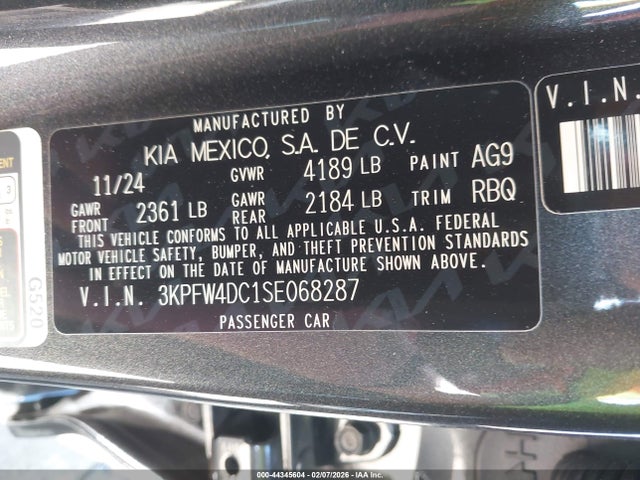 MANUFACTURED BY
KIA MEXICO, S.A. DE C.V.
11/24 GVWR 4189 LB PAINT AG9
GAWR FRONT 2361 LB GAWR REAR 2184 LB TRIM RBQ
THIS VEHICLE CONFORMS TO ALL APPLICABLE U.S.A. FEDERAL
MOTOR VEHICLE SAFETY, BUMPER, AND THEFT PREVENTION STANDARDS
IN EFFECT ON THE DATE OF MANUFACTURE SHOWN ABOVE.
V.I.N. 3KPFW4DC1SE068287
PASSENGER CAR
V.I.N.
G520
3
000-44345604 - 02/07/2026 - IAA Inc.